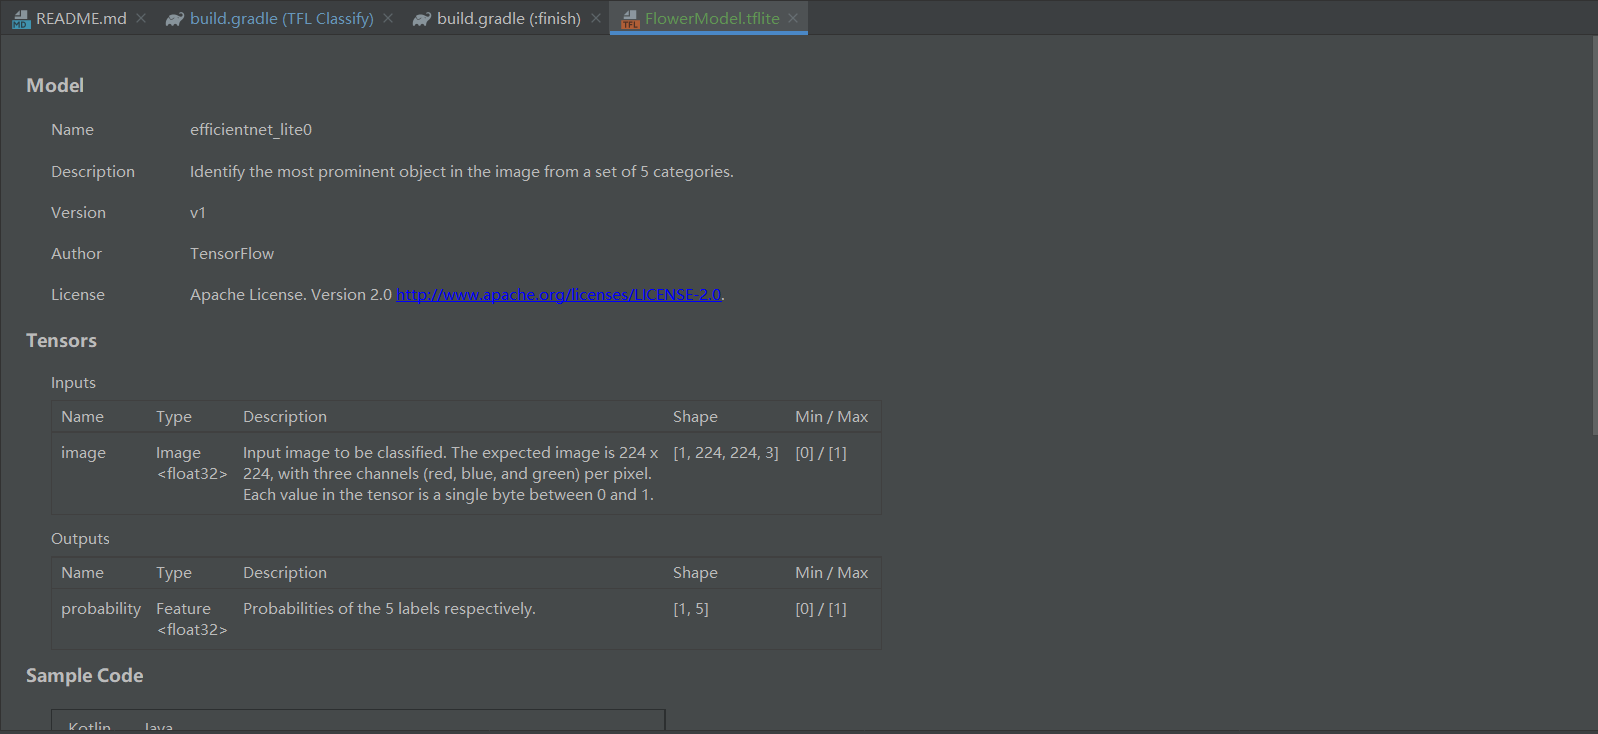 README.md build.gradle (TFL Classify) build.gradle (:finish) FlowerModel.tflite
Model
Name efficientnet_lite0
Description Identify the most prominent object in the image from a set of 5 categories.
Version v1
Author TensorFlow
License Apache License. Version 2.0 http://www.apache.org/licenses/LICENSE-2.0.
Tensors
Inputs
Name Type Description Shape Min / Max
image Image Input image to be classified. The expected image is 224 x [1, 224, 224, 3] [0] / [1]
<float32> 224, with three channels (red, blue, and green) per pixel.
Each value in the tensor is a single byte between 0 and 1.
Outputs
Name Type Description Shape Min / Max
probability Feature Probabilities of the 5 labels respectively. [1, 5] [0] / [1]
<float32>
Sample Code
Kotlin Java